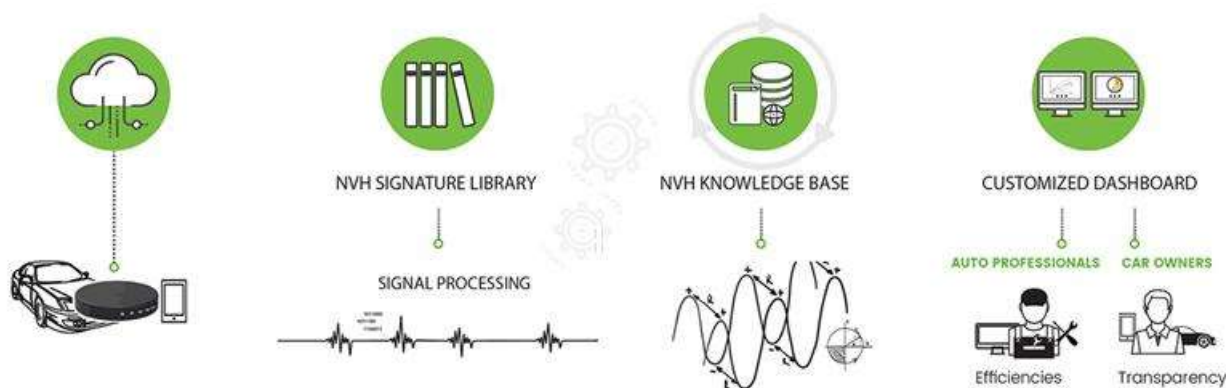 NVH SIGNATURE LIBRARY
NVH KNOWLEDGE BASE
CUSTOMIZED DASHBOARD
SIGNAL PROCESSING
AUTO PROFESSIONALS
CAR OWNERS
Efficiencies
Transparency